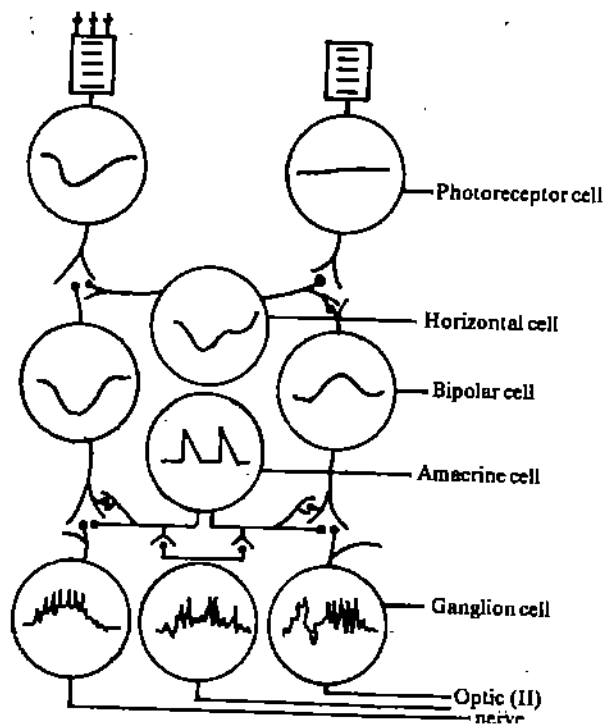 Photoreceptor cell
Horizontal cell
Bipolar cell
Amacrine cell
Ganglion cell
Optic (II)
nerve